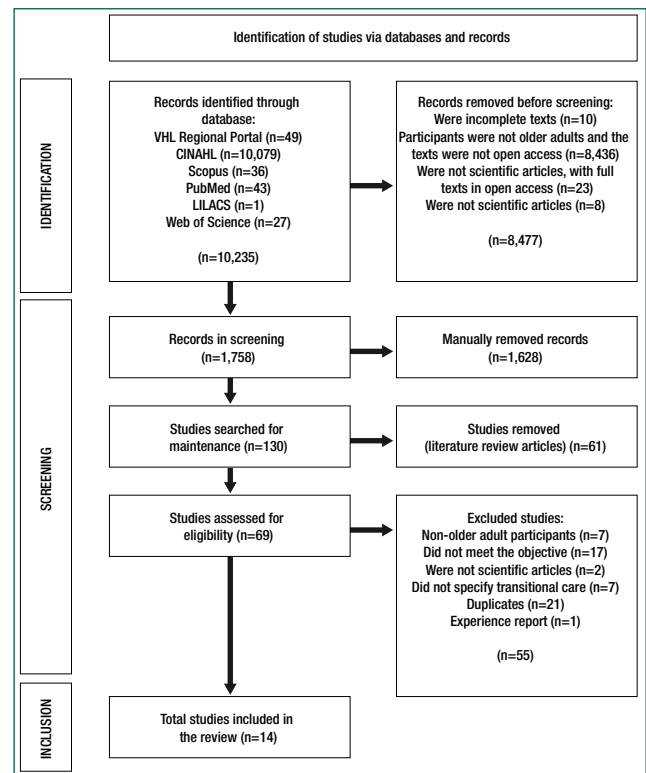 Identification of studies via databases and records
IDENTIFICATION
Records identified through
database:
VHL Regional Portal (n=49)
CINAHL (n=10,079)
Scopus (n=36)
PubMed (n=43)
LILACS (n=1)
Web of Science (n=27)
(n=10,235)
Records removed before screening:
Were incomplete texts (n=10)
Participants were not older adults and the
texts were not open access (n=8,436)
Were not scientific articles, with full
texts in open access (n=23)
Were not scientific articles (n=8)
(n=8,477)
SCREENING
Records in screening
(n=1,758)
Manually removed records
(n=1,628)
Studies searched for
maintenance (n=130)
Studies removed
(literature review articles) (n=61)
Studies assessed for
eligibility (n=69)
Excluded studies:
Non-older adult participants (n=7)
Did not meet the objective (n=17)
Were not scientific articles (n=2)
Did not specify transitional care (n=7)
Duplicates (n=21)
Experience report (n=1)
(n=55)
INCLUSION
Total studies included in
the review (n=14)